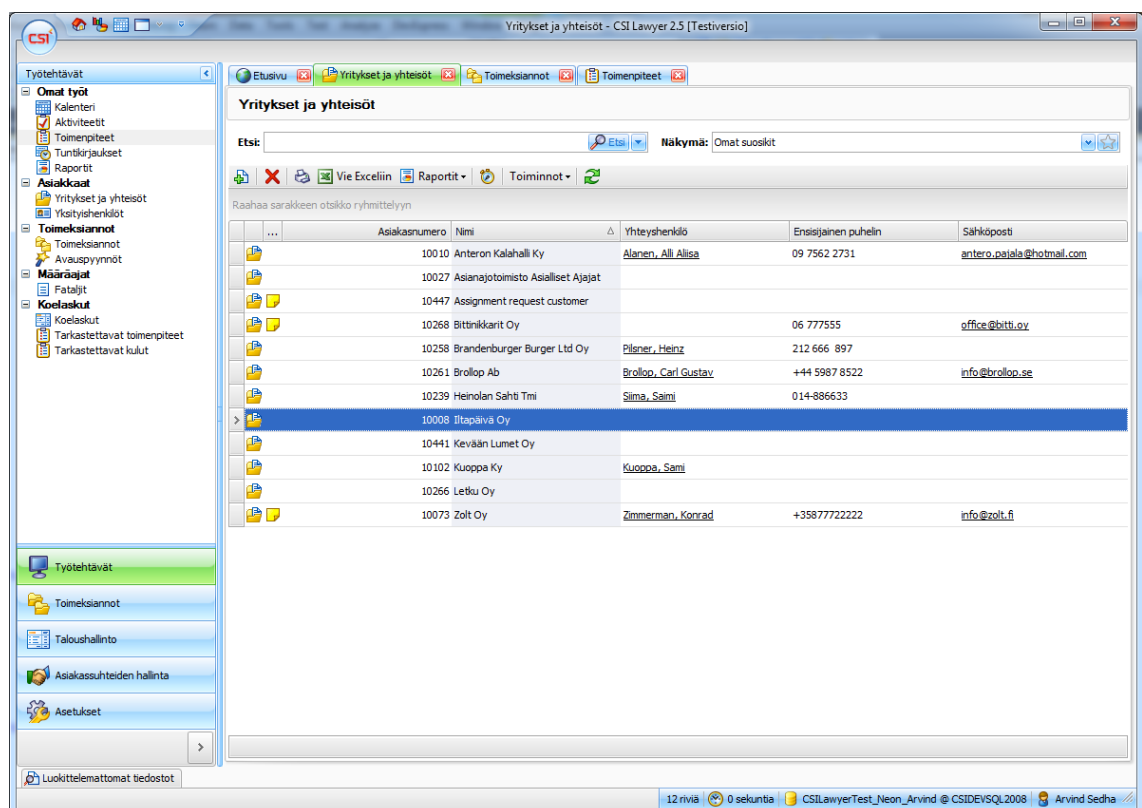 Yritykset ja yhteisöt - CSI Lawyer 2.5 [Testiversio]
CSI
Työtehtävät
Omat työt
Kalenteri
Aktiviteetit
Toimenpiteet
Tuntikirjaukset
Raportit
Asiakkaat
Yritykset ja yhteisöt
Yksityishenkilöt
Toimeksiannot
Toimeksiannot
Avauspyynnöt
Määräajat
Fataljit
Koelaskut
Koelaskut
Tarkastettavat toimenpiteet
Tarkastettavat kulut
Työtehtävät
Toimeksiannot
Taloushallinto
Asiakassuhteiden hallinta
Asetukset
Luokittelemattomat tiedostot
Etusivu Yritykset ja yhteisöt Toimeksiannot Toimenpiteet
Yritykset ja yhteisöt
Etsi: Etsi Näkymä: Omat suosikit
Vie Exceliin Raportit Toiminnot
Raahaa sarakkeen otsikko ryhmittelyyn
... Asiakasnumero Nimi Yhteyshenkilö Ensisijainen puhelin Sähköposti
10010 Anteron Kalahalli Ky Alanen, Alli Aliisa 09 7562 2731 antero.pajala@hotmail.com
10027 Asianajotoimisto Asialliset Ajajat
10447 Assignment request customer
10268 Bittinikkarit Oy 06 777555 office@bitti.oy
10258 Brandenburger Burger Ltd Oy Pilsner, Heinz 212 666 897
10261 Brollop Ab Brollop, Carl Gustav +44 5987 8522 info@brollop.se
10239 Heinolan Sahti Tmi Siima, Saimi 014-886633
10008 Iltapäivä Oy
10441 Kevään Lumet Oy
10102 Kuoppa Ky Kuoppa, Sami
10266 Letku Oy
10073 Zolt Oy Zimmerman, Konrad +35877722222 info@zolt.fi
12 riviä 0 sekuntia CSILawyerTest_Neon_Arvind @ CSIDEVSQL2008 Arvind Sedha